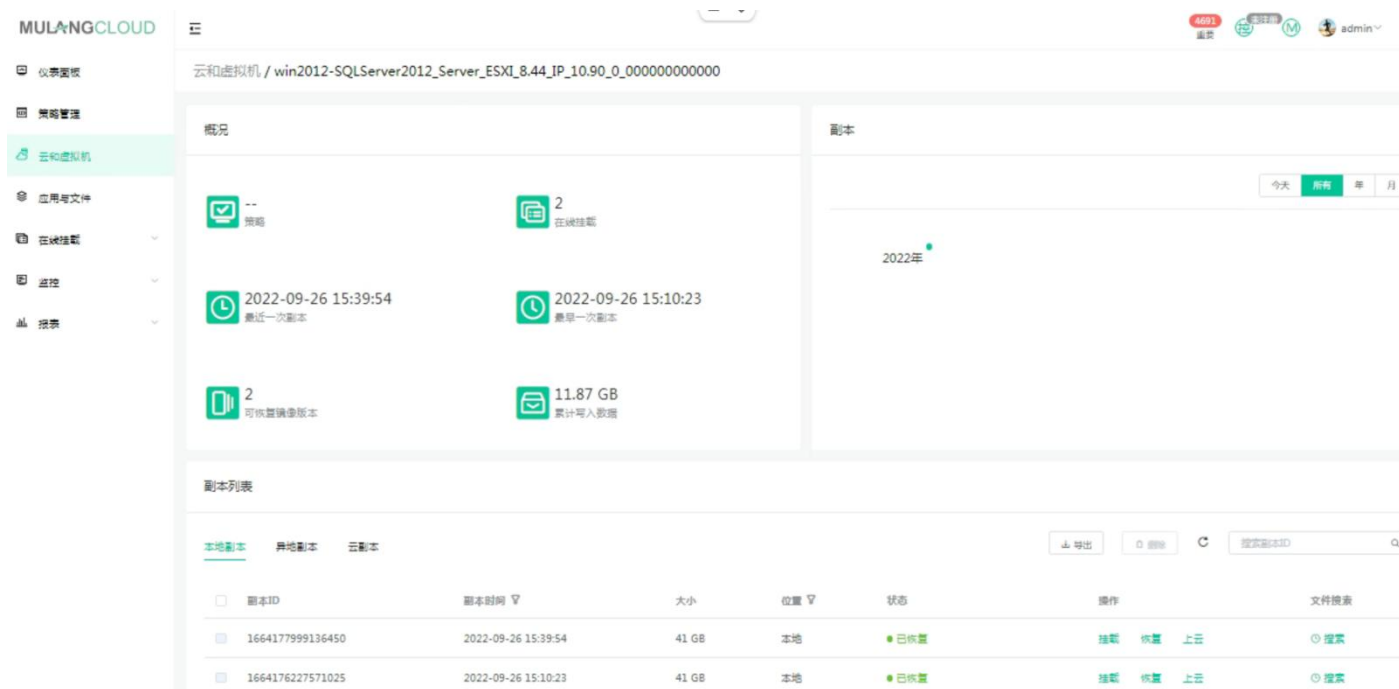 MULANGCLOUD
4691
重要
未注册
控
M
admin
仪表面板
策略管理
云和虚拟机
应用与文件
在线挂载
监控
报表
云和虚拟机 / win2012-SQLServer2012_Server_ESXI_8.44_IP_10.90_0_000000000000
概况
--
策略
2
在线挂载
2022-09-26 15:39:54
最近一次副本
2022-09-26 15:10:23
最早一次副本
2
可恢复镜像版本
11.87 GB
累计写入数据
副本
今天 所有 年 月
2022年
副本列表
本地副本 异地副本 云副本
导出 删除 搜索副本ID
副本ID 副本时间 大小 位置 状态 操作 文件搜索
1664177999136450 2022-09-26 15:39:54 41 GB 本地 已恢复 挂载 恢复 上云 搜索
1664176227571025 2022-09-26 15:10:23 41 GB 本地 已恢复 挂载 恢复 上云 搜索